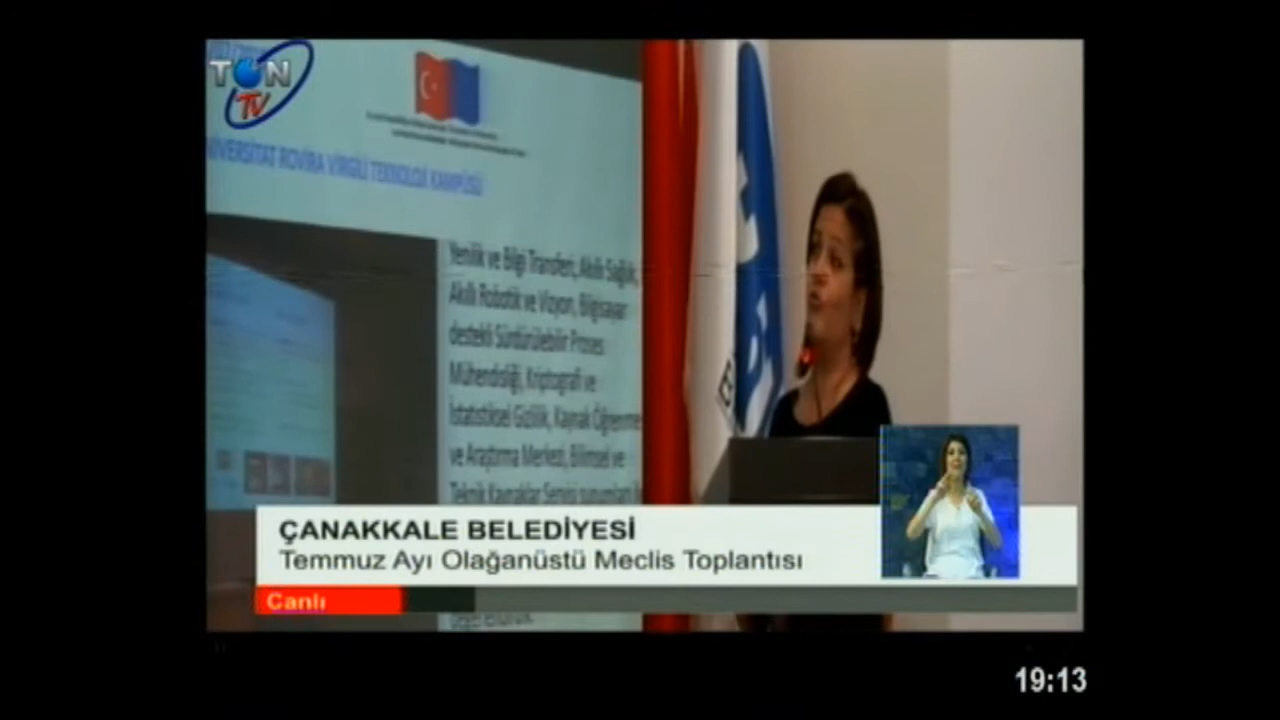 TON
TV
ROVIRA VIRGILI TEKNOLOJİ KAMPÜSÜ
Yenilik ve Bilgi Transferi, Akıllı Sağlık,
Akıllı Robotik ve Vizyon, Bilgisayar
destekli Sürdürülebilir Proses
Mühendisliği, Kriptografi ve
İstatistiksel Gizlilik, Kaynak Öğrenme
ve Araştırma Merkezi, Bilimsel ve
Teknik Kaynaklar Servisi sunumları
ÇANAKKALE BELEDİYESİ
Temmuz Ayı Olağanüstü Meclis Toplantısı
Canlı
19:13